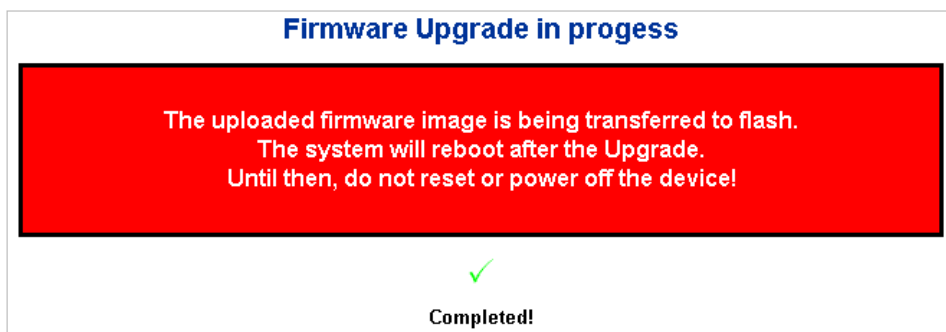 Firmware Upgrade in progess
The uploaded firmware image is being transferred to flash.
The system will reboot after the Upgrade.
Until then, do not reset or power off the device!
Completed!